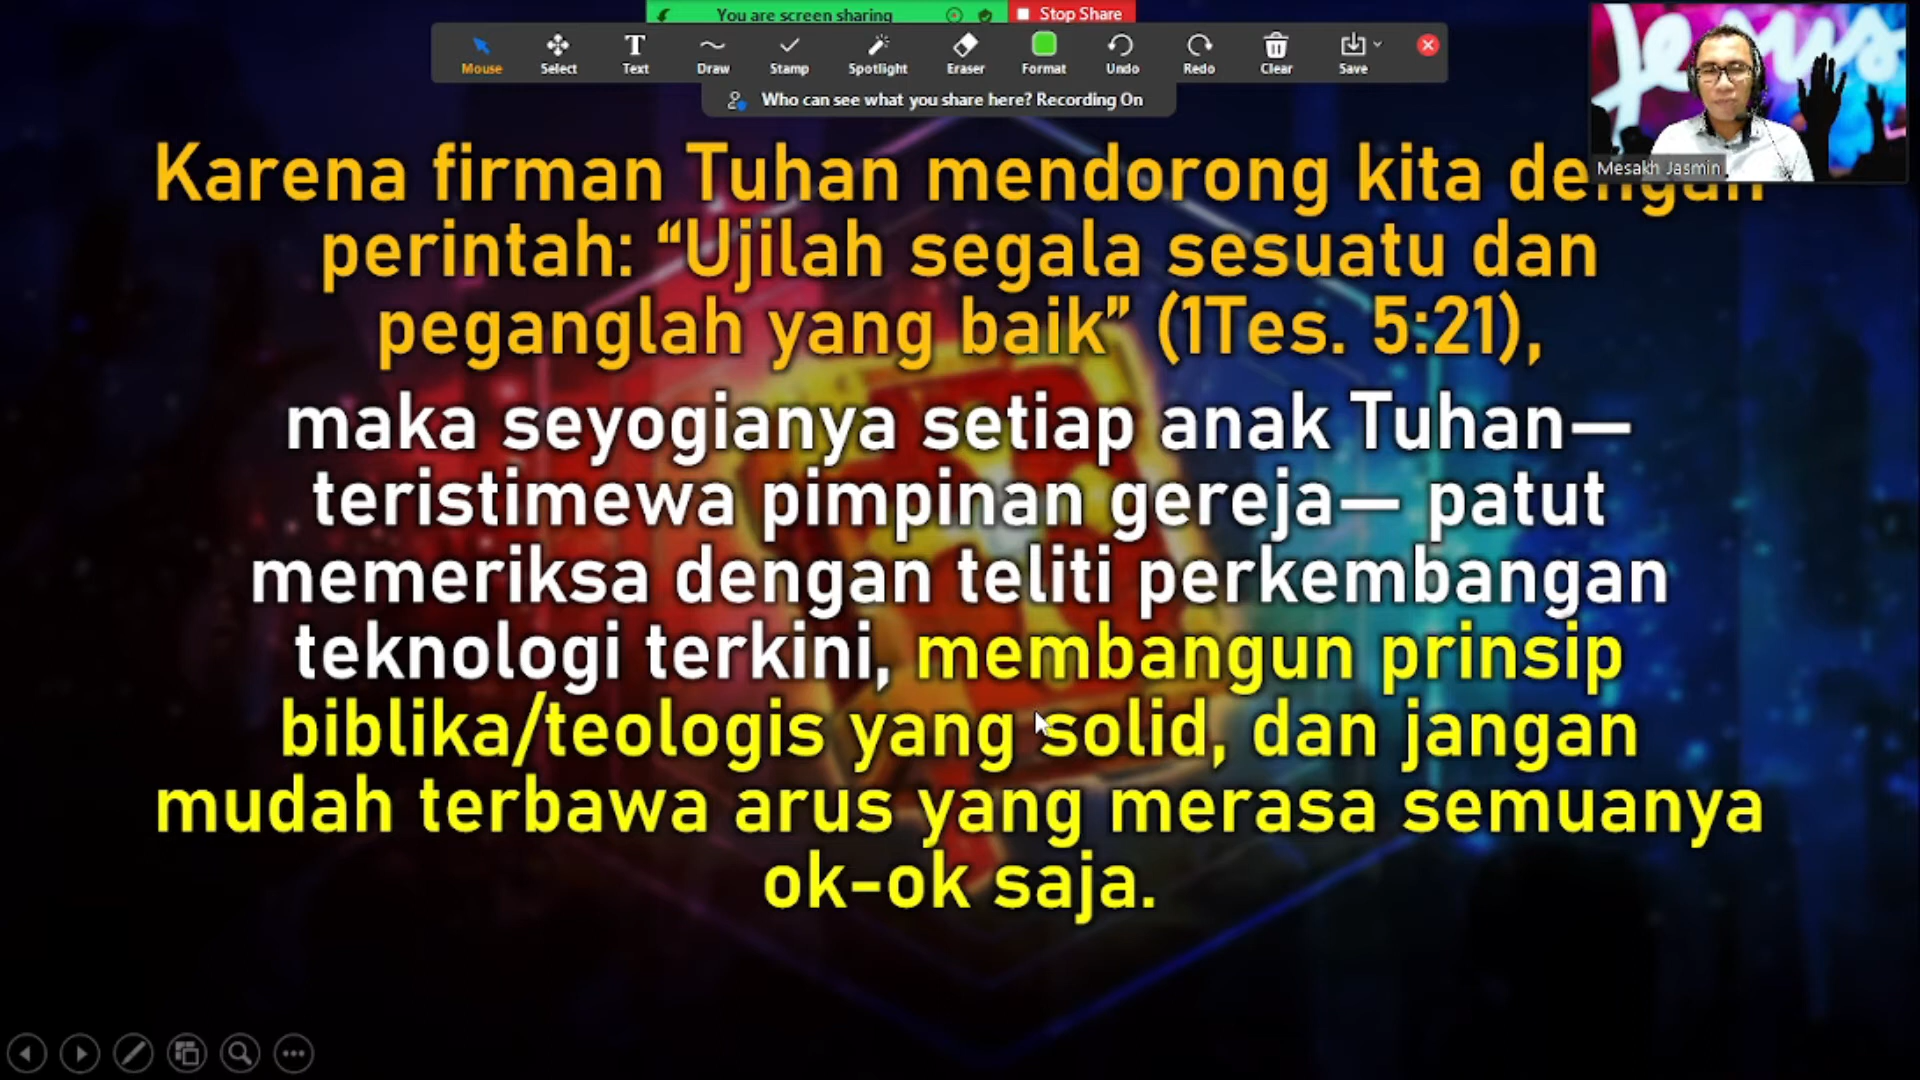 You are screen sharing
Stop Share
Mouse
Select
Text
Draw
Stamp
Spotlight
Eraser
Format
Undo
Redo
Clear
Save
Who can see what you share here? Recording On
Jesus
Mesakh Jasmin
Karena firman Tuhan mendorong kita dengan
perintah: “Ujilah segala sesuatu dan
peganglah yang baik” (1Tes. 5:21),
maka seyogianya setiap anak Tuhan—
teristimewa pimpinan gereja— patut
memeriksa dengan teliti perkembangan
teknologi terkini, membangun prinsip
biblika/teologis yang solid, dan jangan
mudah terbawa arus yang merasa semuanya
ok-ok saja.